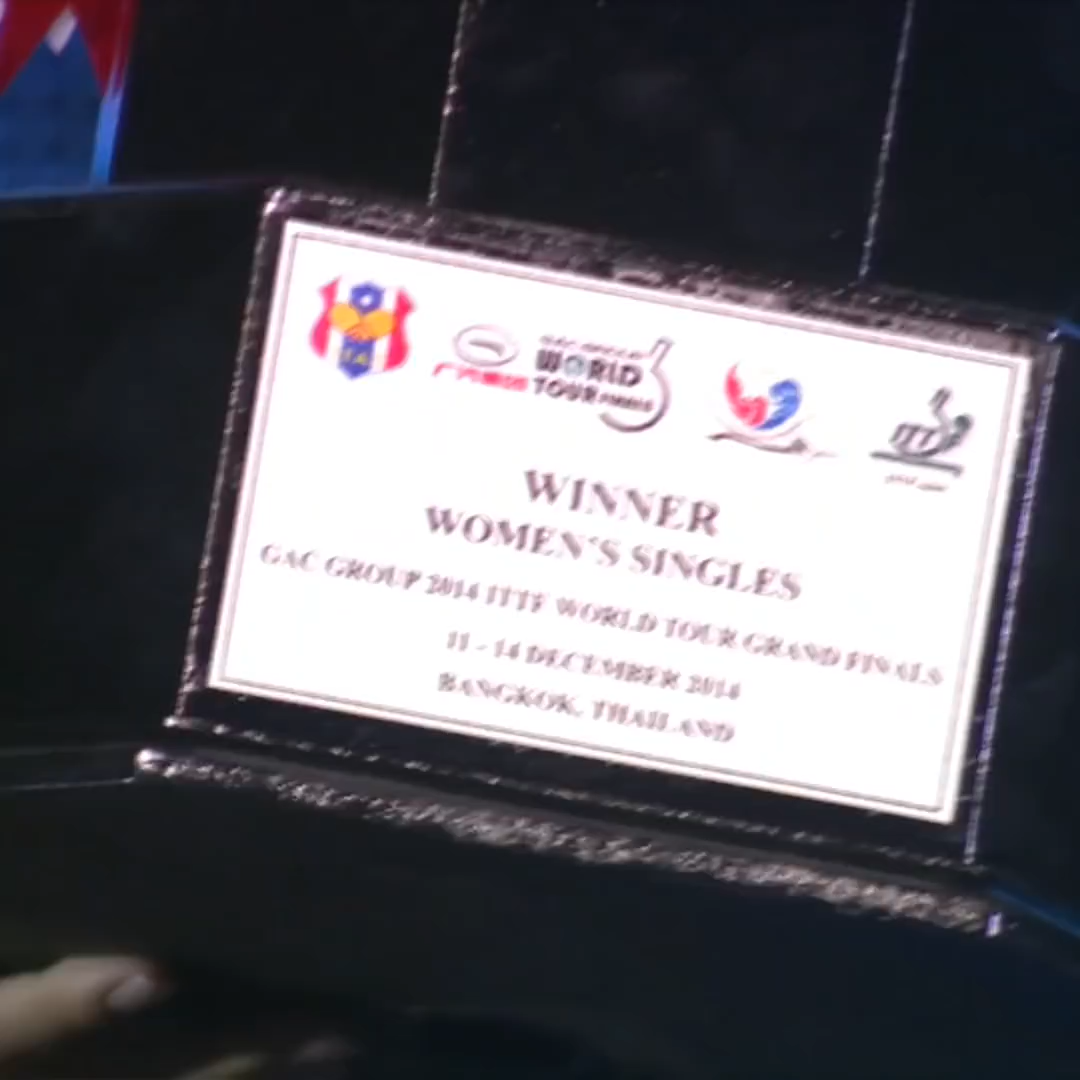 WORLD
TOUR
WINNER
WOMEN'S SINGLES
GAC GROUP 2014 ITTF WORLD TOUR GRAND FINALS
11 - 14 DECEMBER 2014
BANGKOK, THAILAND